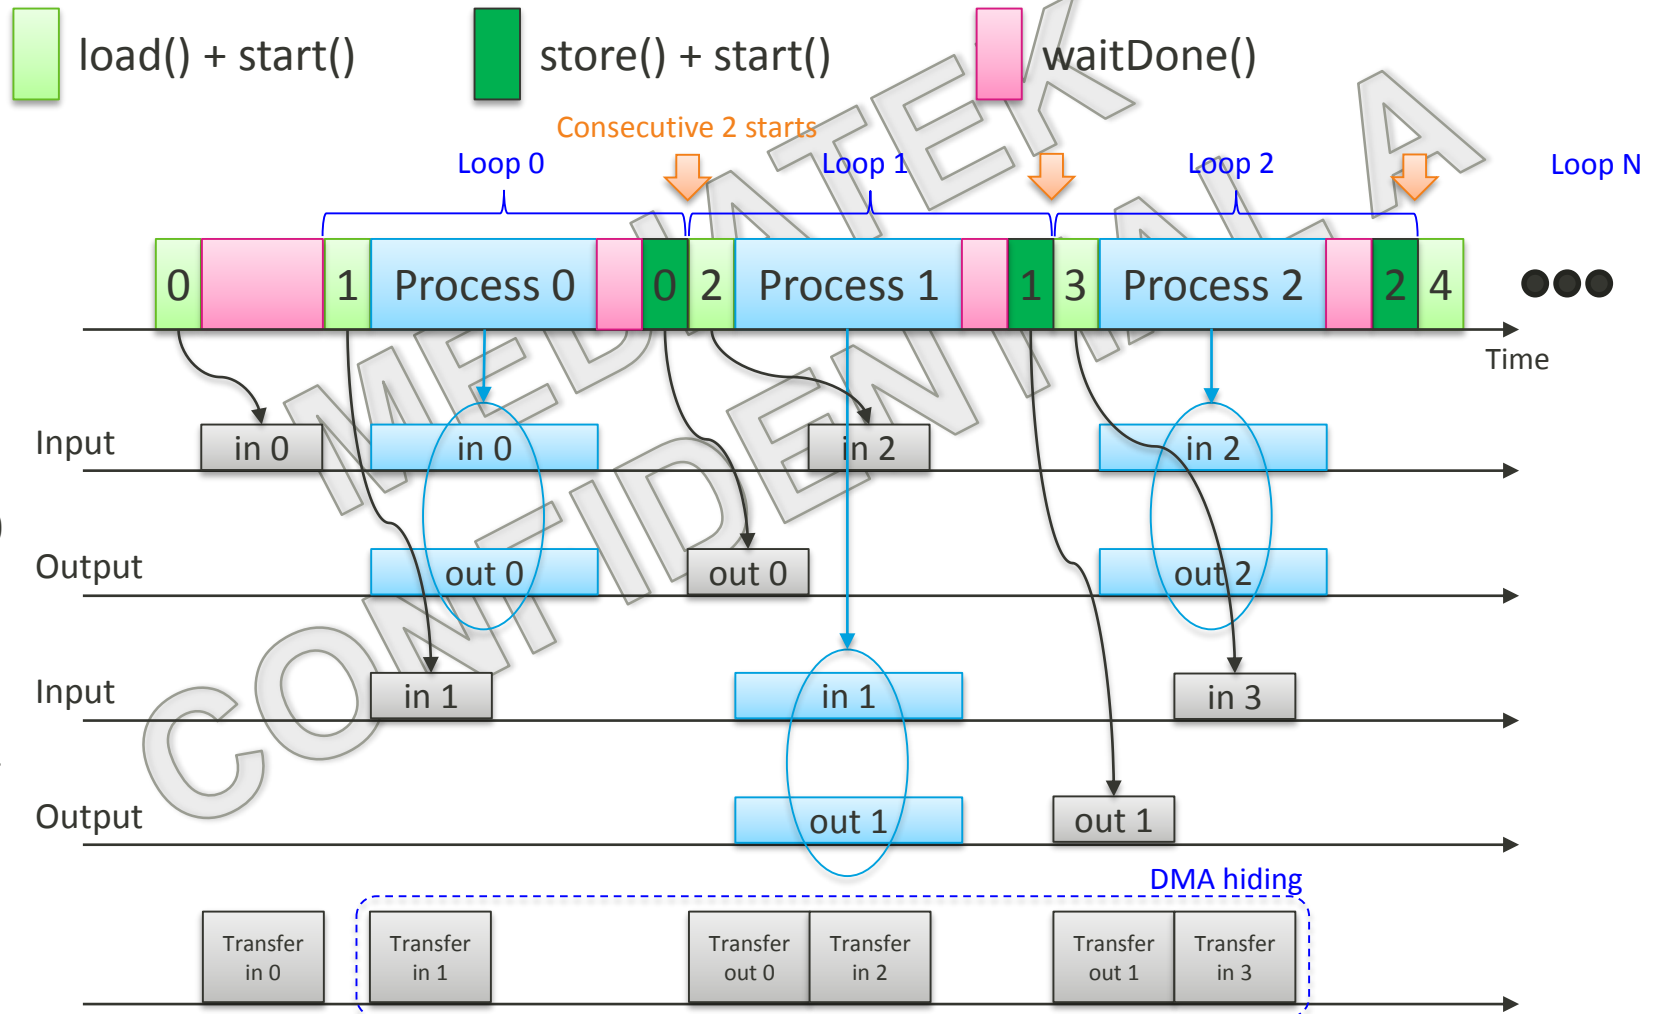 load() + start()
store() + start()
waitDone()
Consecutive 2 starts
Loop 0
Loop 1
Loop 2
Loop N
0
1
Process 0
0
2
Process 1
1
3
Process 2
2
4
Time
Input
in 0
in 0
in 2
in 2
)
Output
out 0
out 0
out 2
Input
in 1
in 1
in 3
Output
out 1
out 1
DMA hiding
Transfer
in 0
Transfer
in 1
Transfer
out 0
Transfer
in 2
Transfer
out 1
Transfer
in 3
MEDIATEK
CONFIDENTIAL A